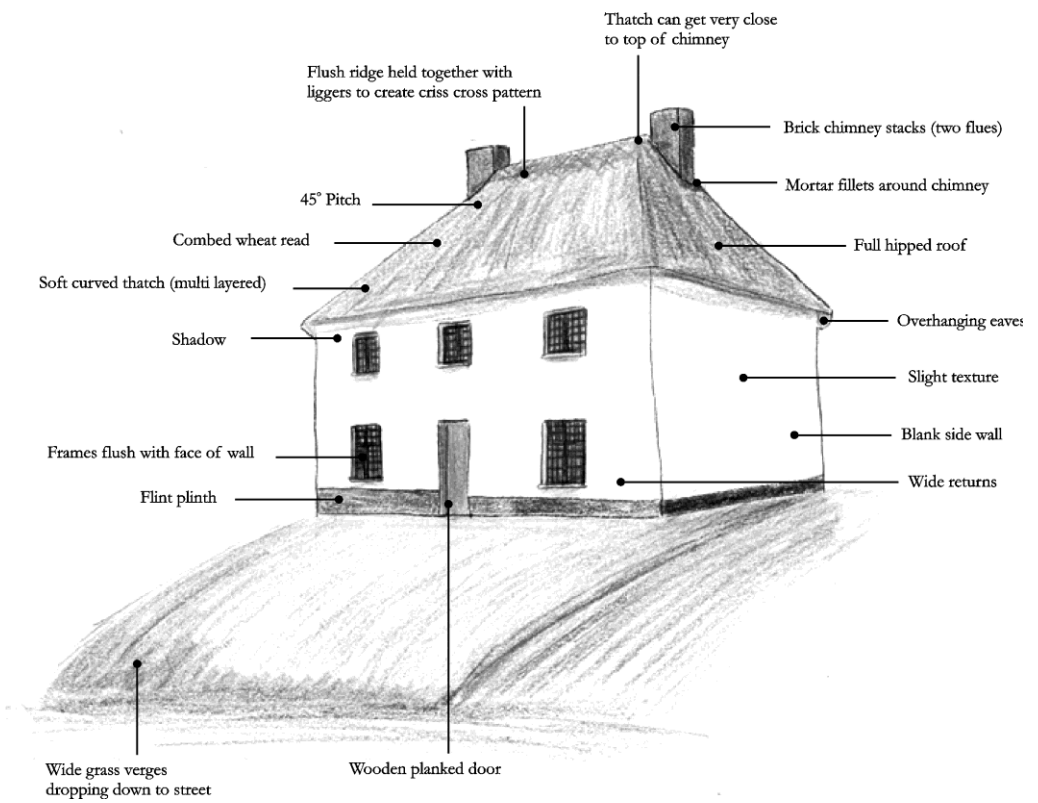 Thatch can get very close
to top of chimney
Flush ridge held together with
liggers to create criss cross pattern
Brick chimney stacks (two flues)
Mortar fillets around chimney
45° Pitch
Combed wheat read
Full hipped roof
Soft curved thatch (multi layered)
Overhanging eaves
Shadow
Slight texture
Blank side wall
Frames flush with face of wall
Wide returns
Flint plinth
Wide grass verges
dropping down to street
Wooden planked door